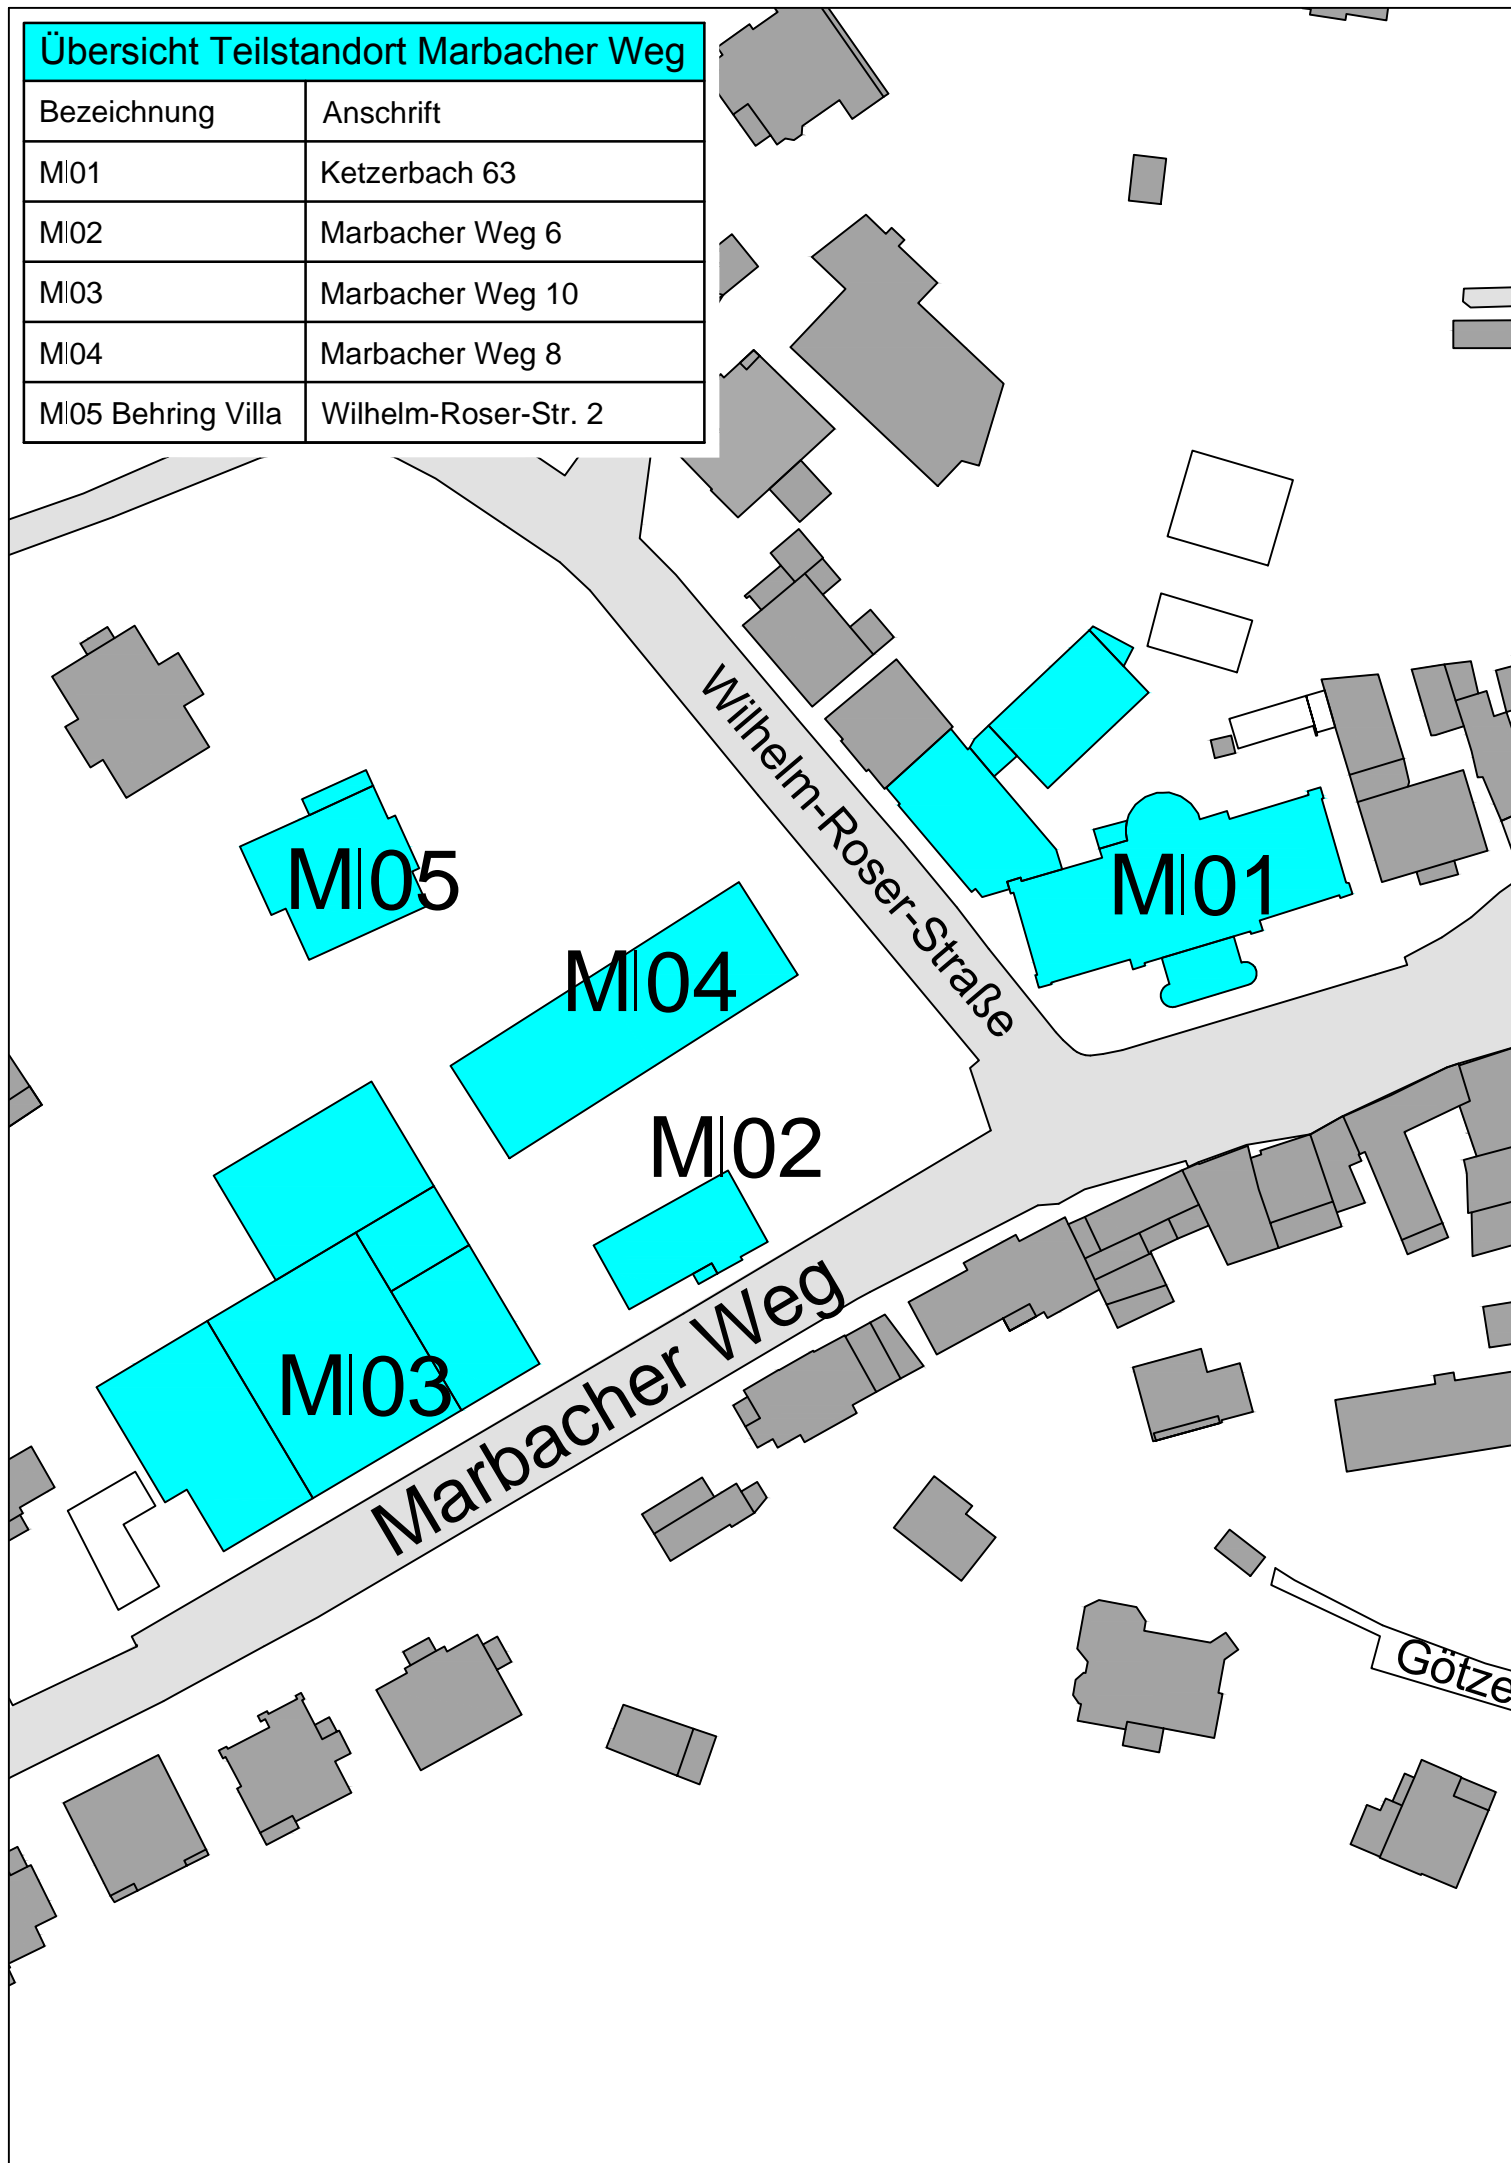 Übersicht Teilstandort Marbacher Weg
Bezeichnung Anschrift
M|01 Ketzerbach 63
M|02 Marbacher Weg 6
M|03 Marbacher Weg 10
M|04 Marbacher Weg 8
M|05 Behring Villa Wilhelm-Roser-Str. 2
Wilhelm-Roser-Straße
M|05
M|01
M|04
M|02
M|03
Marbacher Weg
Götze